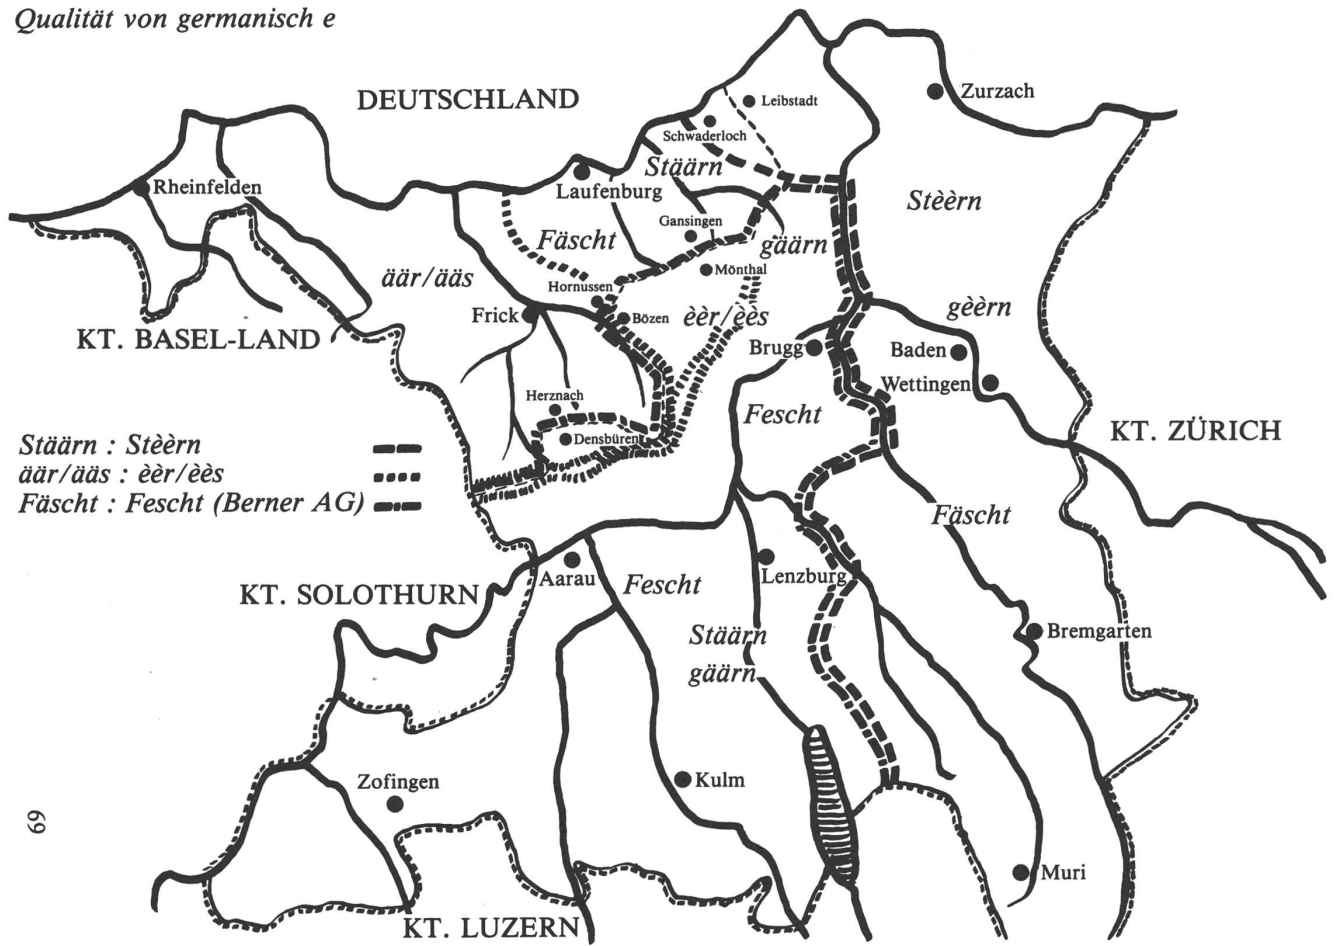 Qualität von germanisch e
DEUTSCHLAND
Leibstadt
Zurzach
Schwaderloch
Stäärn
Rheinfelden
Laufenburg
Stèèrn
Gansingen
Fäscht
gäärn
äär/ääs
Mönthal
Hornussen
gèèrn
Frick
Bözen
èèr/èès
KT. BASEL-LAND
Brugg
Baden
Wettingen
Herznach
Fescht
KT. ZÜRICH
Densbüren
Stäärn : Stèèrn
äär/ääs : èèr/èès
Fäscht : Fescht (Berner AG)
Fäscht
Aarau
Fescht
Lenzburg
KT. SOLOTHURN
Stäärn
gäärn
Bremgarten
Zofingen
Kulm
69
Muri
KT. LUZERN